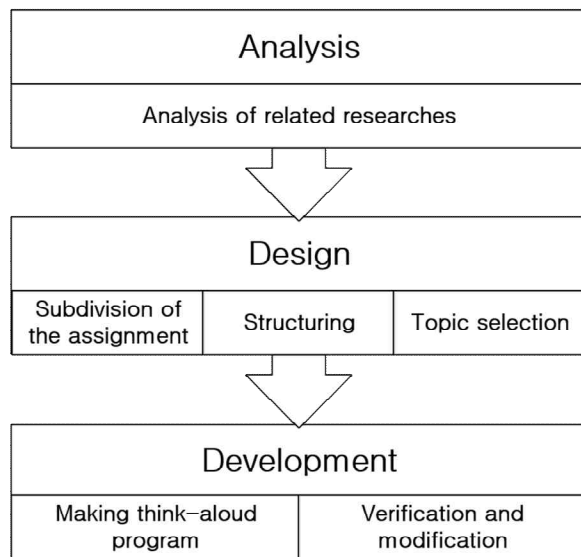 Analysis
Analysis of related researches
Design
Subdivision of
the assignment
Structuring
Topic selection
Development
Making think-aloud
program
Verification and
modification